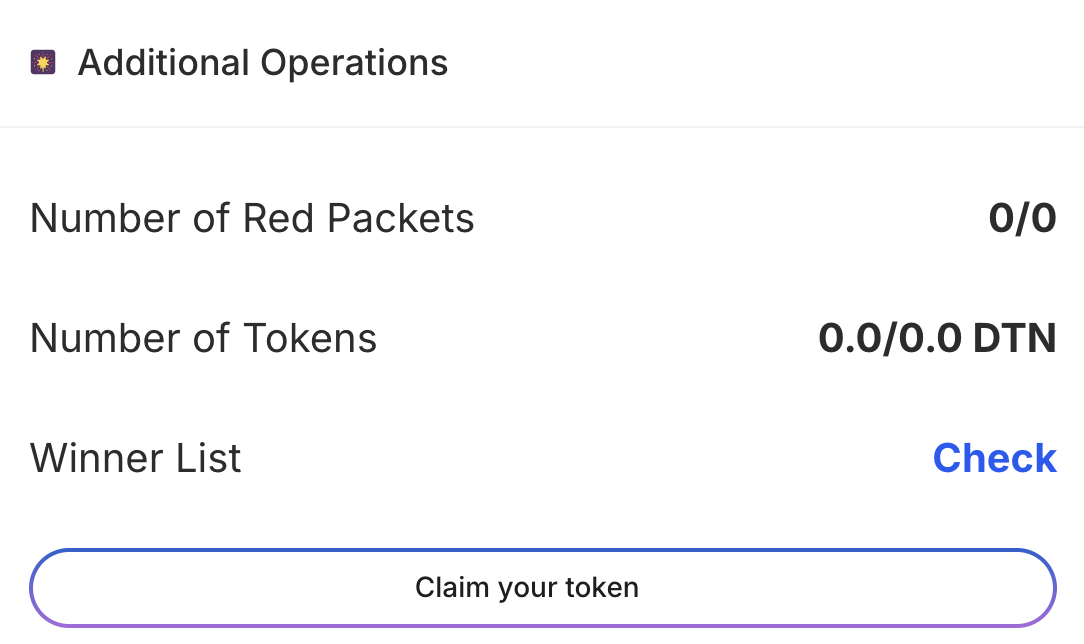 Additional Operations
Number of Red Packets 0/0
Number of Tokens 0.0/0.0 DTN
Winner List Check
Claim your token